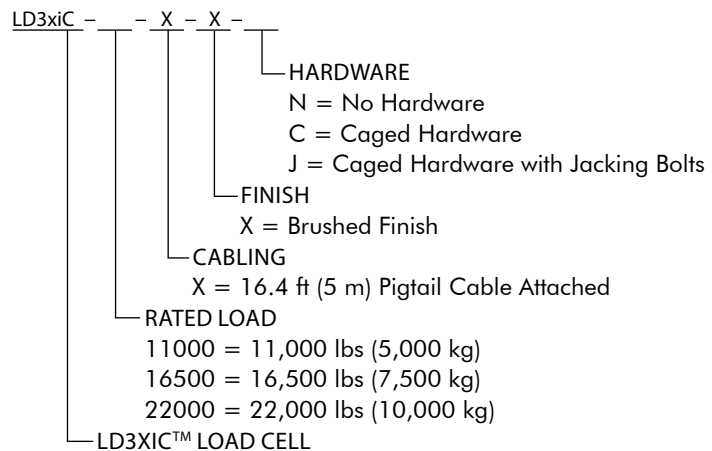 LD3xiC – – X – X –
HARDWARE
N = No Hardware
C = Caged Hardware
J = Caged Hardware with Jacking Bolts
FINISH
X = Brushed Finish
CABLING
X = 16.4 ft (5 m) Pigtail Cable Attached
RATED LOAD
11000 = 11,000 lbs (5,000 kg)
16500 = 16,500 lbs (7,500 kg)
22000 = 22,000 lbs (10,000 kg)
LD3XIC™ LOAD CELL